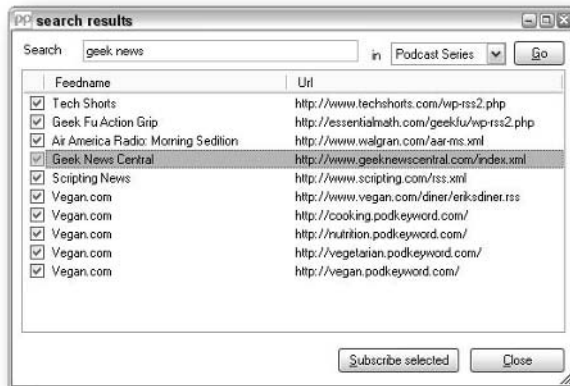 PP search results
Search geek news in Podcast Series Go
Feedname Url
Tech Shorts http://www.techshorts.com/wp-rss2.php
Geek Fu Action Grip http://essentialmath.com/geekfu/wp-rss2.php
Air America Radio: Morning Sedition http://www.walgran.com/aar-ms.xml
Geek News Central http://www.geeknewscentral.com/index.xml
Scripting News http://www.scripting.com/rss.xml
Vegan.com http://www.vegan.com/diner/eriksdiner.rss
Vegan.com http://cooking.podkeyword.com/
Vegan.com http://nutrition.podkeyword.com/
Vegan.com http://vegetarian.podkeyword.com/
Vegan.com http://vegan.podkeyword.com/
Subscribe selected Close